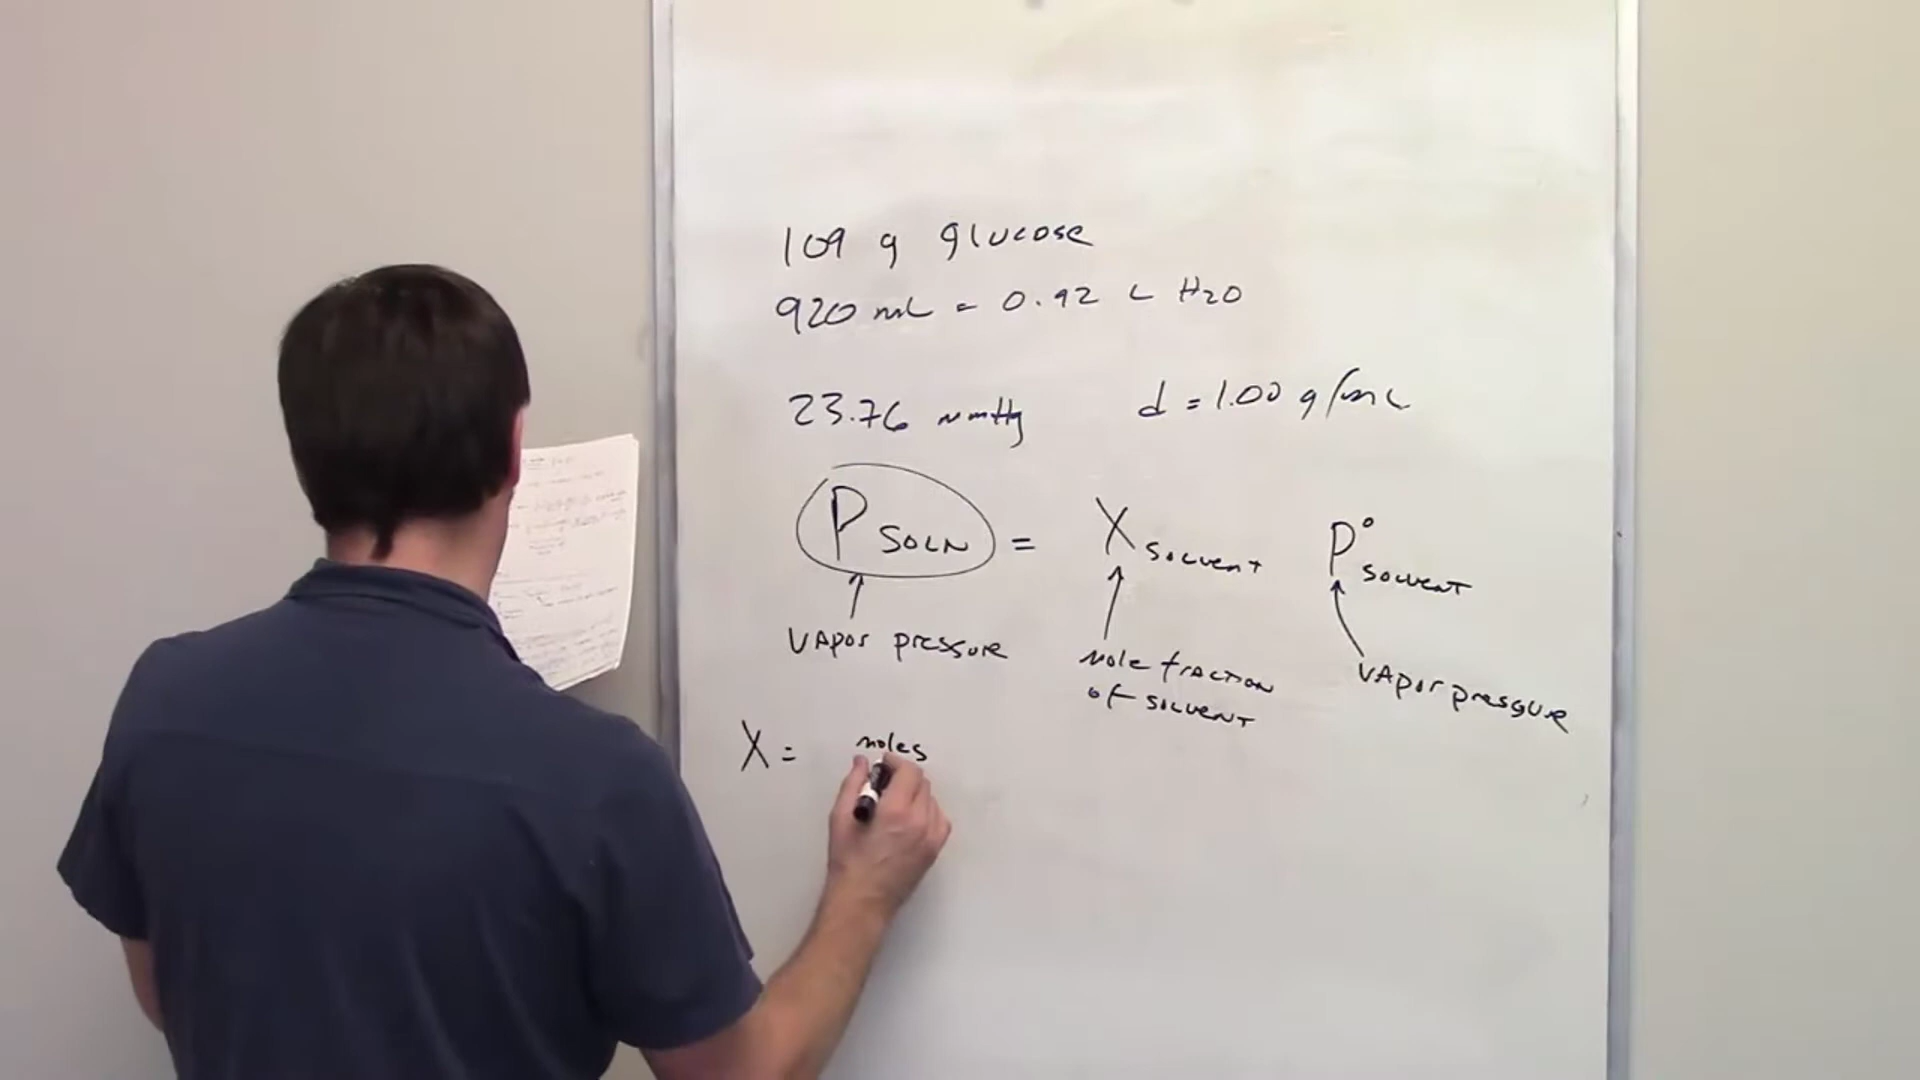 109 g glucose
920 mL = 0.92 L H2O
23.76 mmHg d = 1.00 g/mL
P SOLN = X solvent P° solvent
VAPOR pressure
Mole fraction
of solvent
VAPOR pressure
X = moles